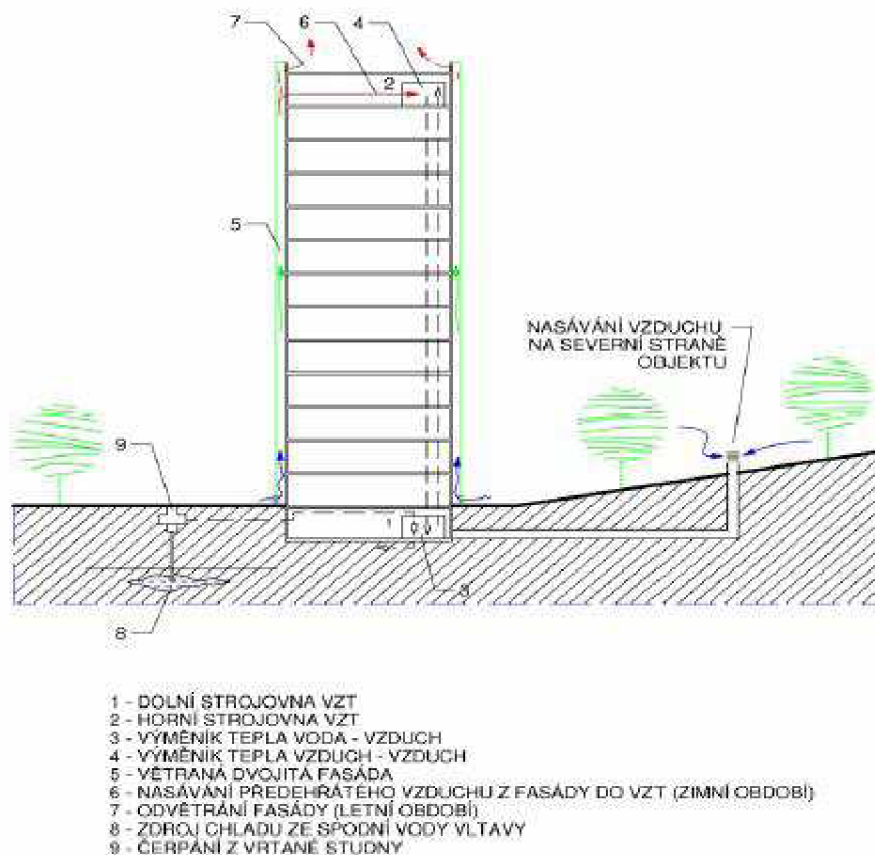 7 6 4
2
5
NASÁVÁNÍ VZDUCHU
NA SEVERNÍ STRANĚ
OBJEKTU
9
1
3
8
1 - DOLNÍ STROJOVNA VZT
2 - HORNÍ STROJOVNA VZT
3 - VÝMĚNÍK TEPLA VODA - VZDUCH
4 - VÝMĚNÍK TEPLA VZDUCH - VZDUCH
5 - VĚTRANÁ DVOJITÁ FASÁDA
6 - NASÁVÁNÍ PŘEDEHŘÁTÉHO VZDUCHU Z FASÁDY DO VZT (ZIMNÍ OBDOBÍ)
7 - ODVĚTRÁNÍ FASÁDY (LETNÍ OBDOBÍ)
8 - ZDROJ CHLADU ZE SPODNÍ VODY VLTAVY
9 - ČERPÁNÍ Z VRTANÉ STUDNY